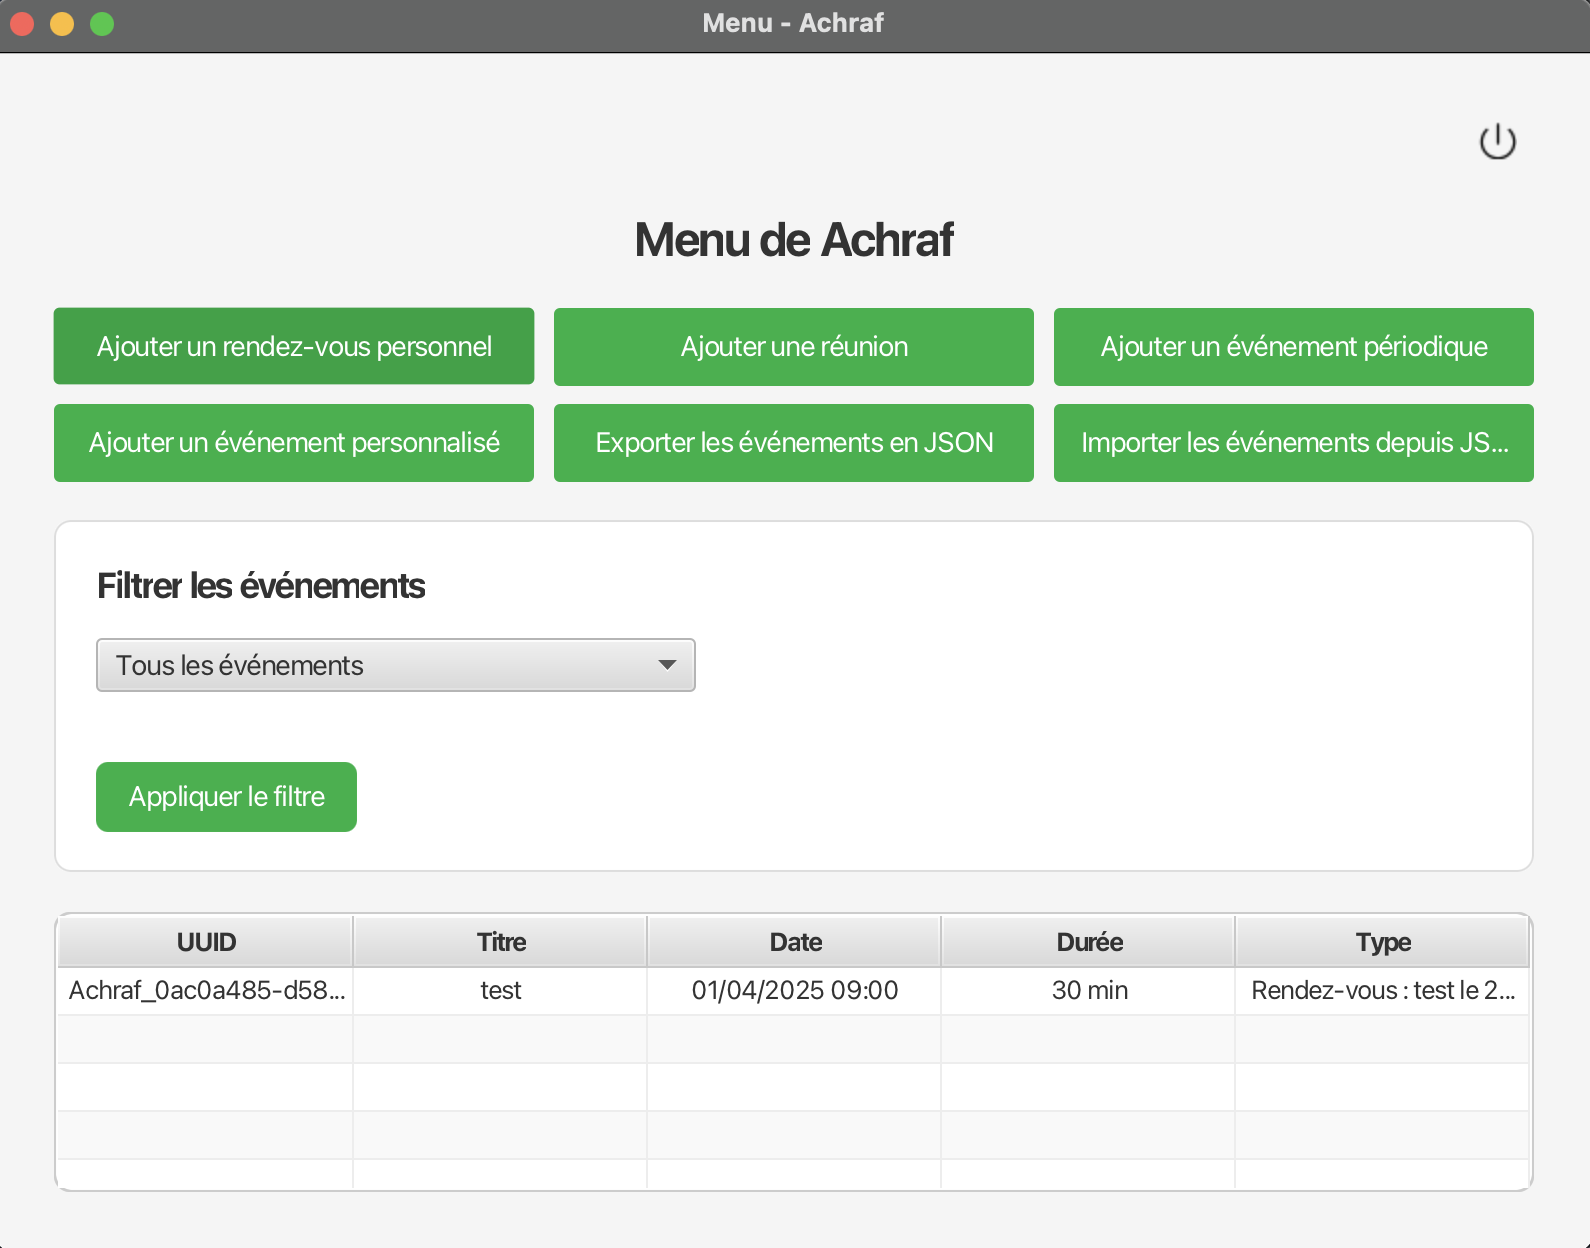 Menu - Achraf
Menu de Achraf
Ajouter un rendez-vous personnel
Ajouter une réunion
Ajouter un événement périodique
Ajouter un événement personnalisé
Exporter les événements en JSON
Importer les événements depuis JS...
Filtrer les événements
Tous les événements
Appliquer le filtre
UUID Titre Date Durée Type
Achraf_0ac0a485-d58... test 01/04/2025 09:00 30 min Rendez-vous : test le 2...